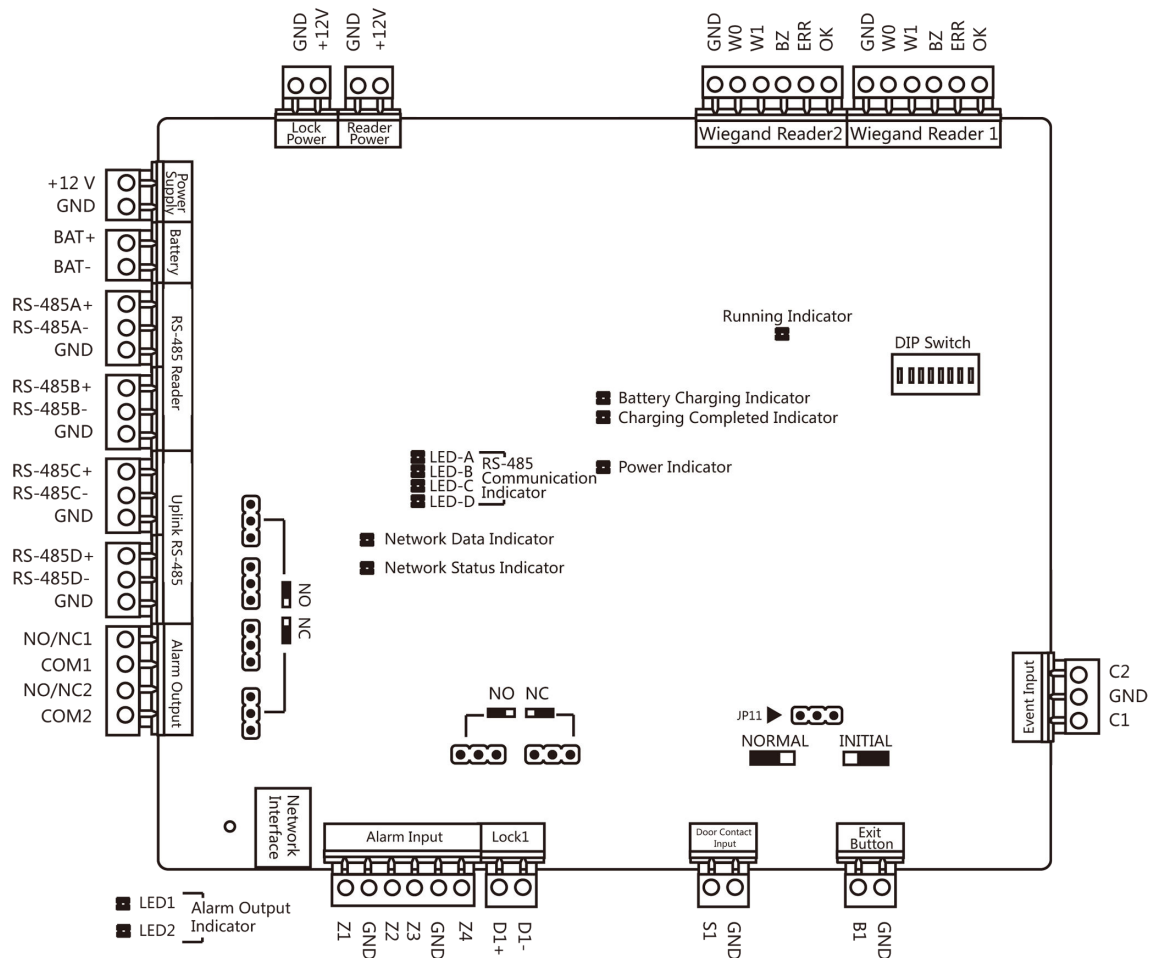 GND
+12V
GND
+12V
GND
W0
W1
BZ
ERR
OK
GND
W0
W1
BZ
ERR
OK
Lock
Power
Reader
Power
Wiegand Reader2
Wiegand Reader 1
Power
Supply
+12 V
GND
Battery
BAT+
BAT-
RS-485 Reader
RS-485A+
RS-485A-
GND
RS-485B+
RS-485B-
GND
Uplink RS-485
RS-485C+
RS-485C-
GND
RS-485D+
RS-485D-
GND
Alarm Output
NO/NC1
COM1
NO/NC2
COM2
Running Indicator
DIP Switch
Battery Charging Indicator
Charging Completed Indicator
Power Indicator
LED-A
LED-B
LED-C
LED-D
RS-485
Communication
Indicator
Network Data Indicator
Network Status Indicator
NO
NC
NO NC
JP11
NORMAL
INITIAL
Event Input
C2
GND
C1
Network
Interface
Alarm Input
Lock1
Door Contact
Input
Exit
Button
LED1
LED2
Alarm Output
Indicator
Z1
GND
Z2
Z3
GND
Z4
D1+
D1-
S1
GND
B1
GND